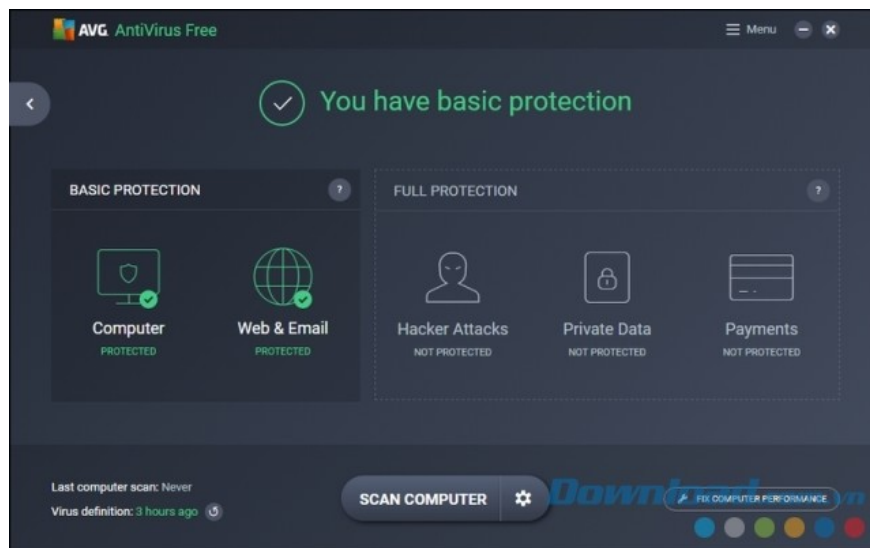 AVG AntiVirus Free
Menu
You have basic protection
BASIC PROTECTION ?
FULL PROTECTION ?
Computer
PROTECTED
Web & Email
PROTECTED
Hacker Attacks
NOT PROTECTED
Private Data
NOT PROTECTED
Payments
NOT PROTECTED
Last computer scan: Never
Virus definition: 3 hours ago
SCAN COMPUTER
FIX COMPUTER PERFORMANCE
Download .vn